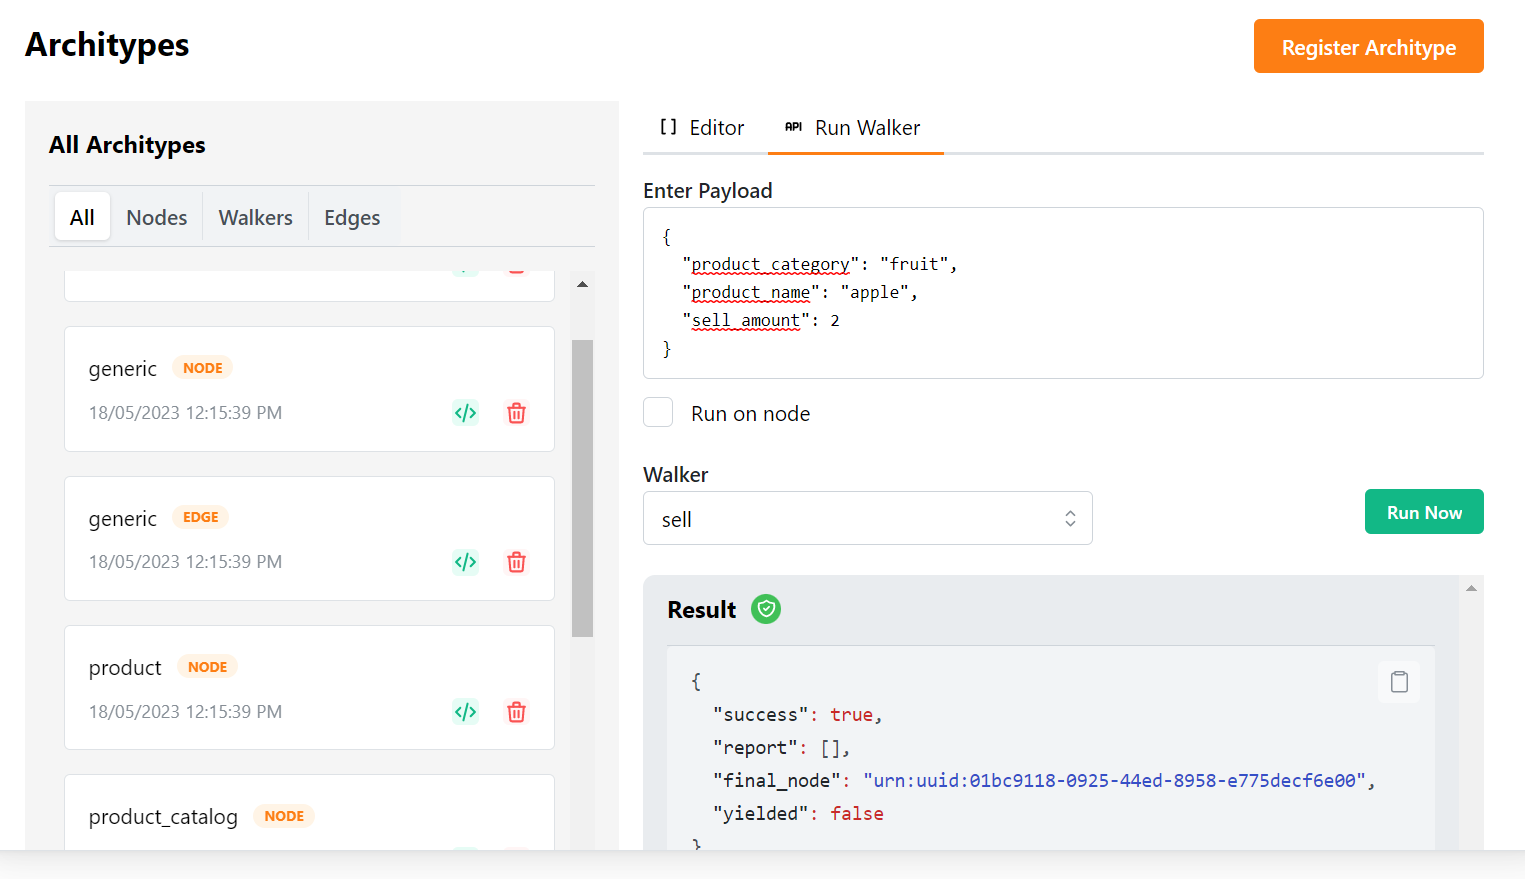 Architypes
Register Architype
All Architypes
All
Nodes
Walkers
Edges
generic NODE
18/05/2023 12:15:39 PM
generic EDGE
18/05/2023 12:15:39 PM
product NODE
18/05/2023 12:15:39 PM
product_catalog NODE
[] Editor
API Run Walker
Enter Payload
{
"product_category": "fruit",
"product_name": "apple",
"sell_amount": 2
}
Run on node
Walker
sell
Run Now
Result
{
"success": true,
"report": [],
"final_node": "urn:uuid:01bc9118-0925-44ed-8958-e775decf6e00",
"yielded": false
}